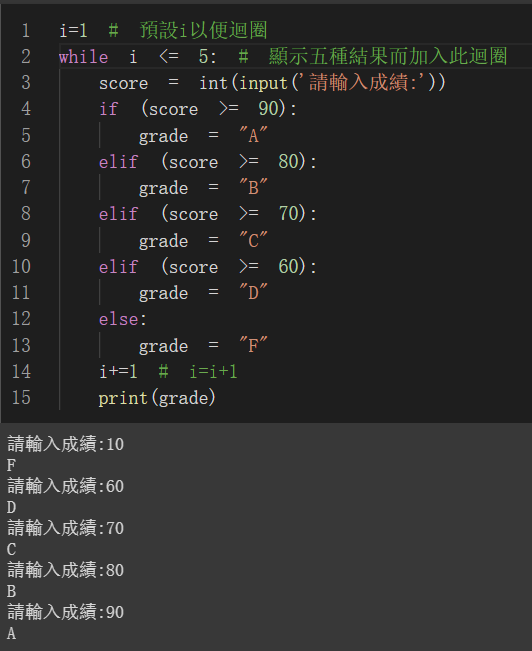 1 i=1 # 預設i以便迴圈
2 while i <= 5: # 顯示五種結果而加入此迴圈
3 score = int(input('請輸入成績:'))
4 if (score >= 90):
5 grade = "A"
6 elif (score >= 80):
7 grade = "B"
8 elif (score >= 70):
9 grade = "C"
10 elif (score >= 60):
11 grade = "D"
12 else:
13 grade = "F"
14 i+=1 # i=i+1
15 print(grade)
請輸入成績:10
F
請輸入成績:60
D
請輸入成績:70
C
請輸入成績:80
B
請輸入成績:90
A